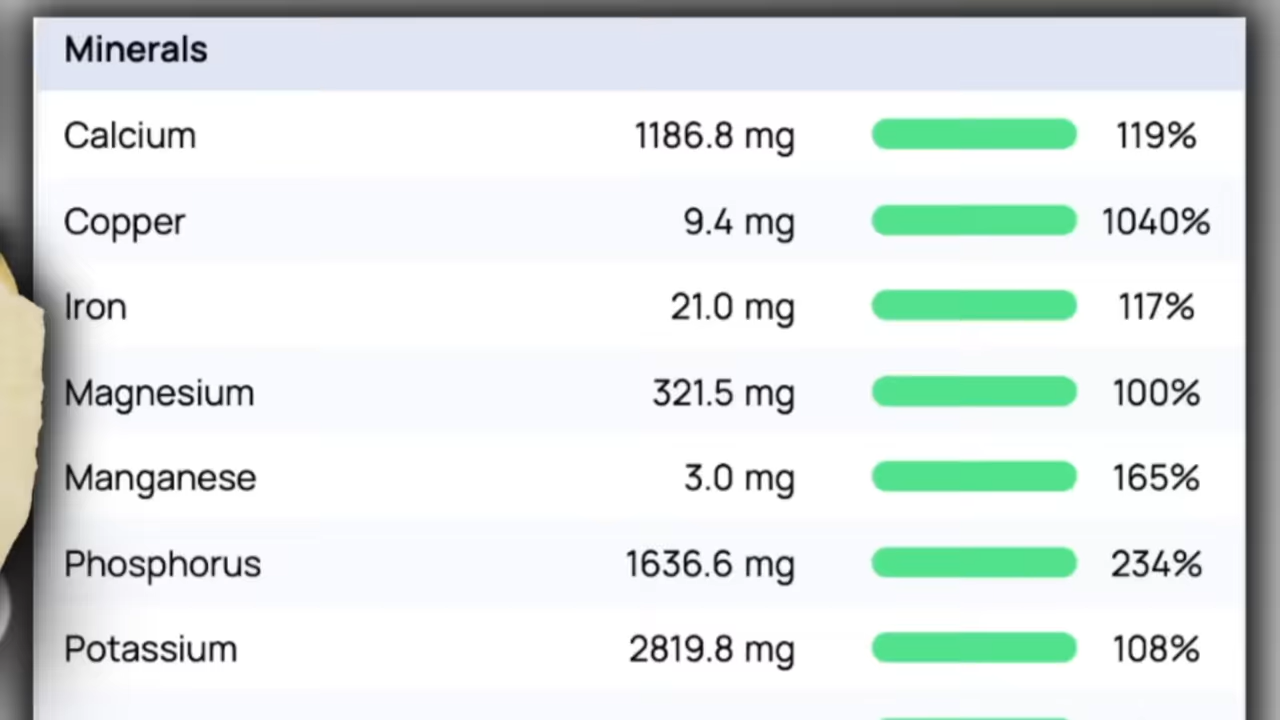 Minerals
Calcium 1186.8 mg 119%
Copper 9.4 mg 1040%
Iron 21.0 mg 117%
Magnesium 321.5 mg 100%
Manganese 3.0 mg 165%
Phosphorus 1636.6 mg 234%
Potassium 2819.8 mg 108%